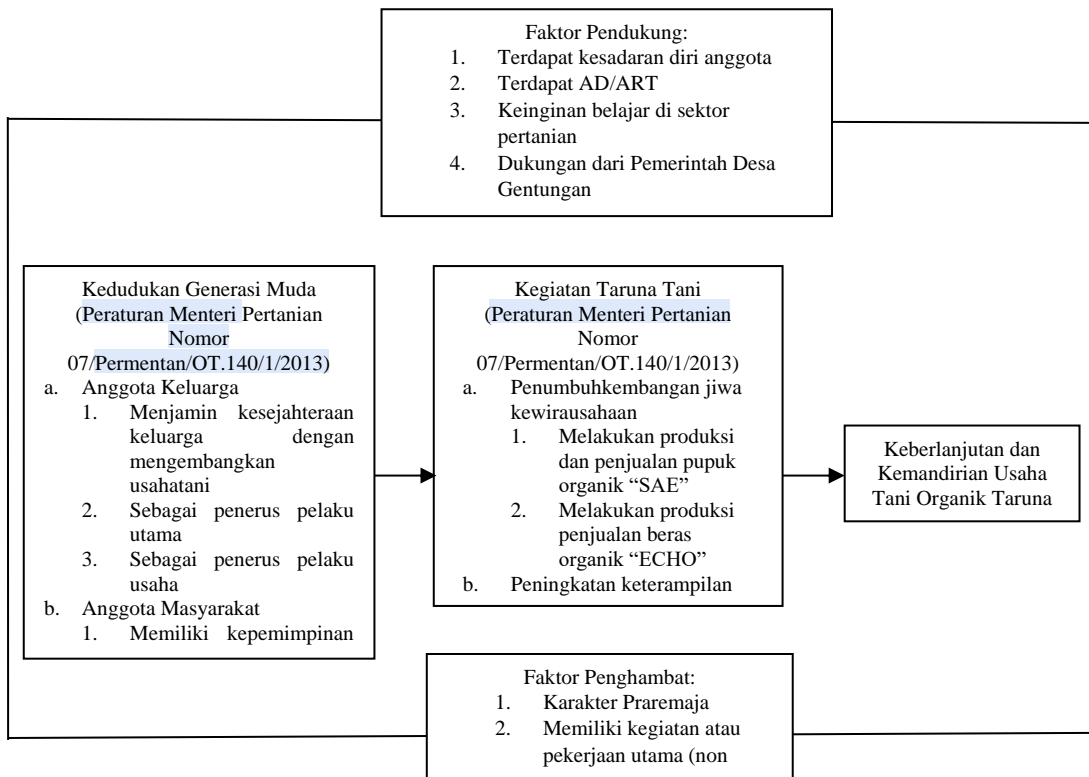 Faktor Pendukung:
1. Terdapat kesadaran diri anggota
2. Terdapat AD/ART
3. Keinginan belajar di sektor
pertanian
4. Dukungan dari Pemerintah Desa
Gentungan
Kedudukan Generasi Muda
(Peraturan Menteri Pertanian
Nomor
07/Permentan/OT.140/1/2013)
a. Anggota Keluarga
1. Menjamin kesejahteraan
keluarga dengan
mengembangkan
usahatani
2. Sebagai penerus pelaku
utama
3. Sebagai penerus pelaku
usaha
b. Anggota Masyarakat
1. Memiliki kepemimpinan
Kegiatan Taruna Tani
(Peraturan Menteri Pertanian
Nomor
07/Permentan/OT.140/1/2013)
a. Penumbuhkembangan jiwa
kewirausahaan
1. Melakukan produksi
dan penjualan pupuk
organik “SAE”
2. Melakukan produksi
penjualan beras
organik “ECHO”
b. Peningkatan keterampilan
Keberlanjutan dan
Kemandirian Usaha
Tani Organik Taruna
Faktor Penghambat:
1. Karakter Praremaja
2. Memiliki kegiatan atau
pekerjaan utama (non